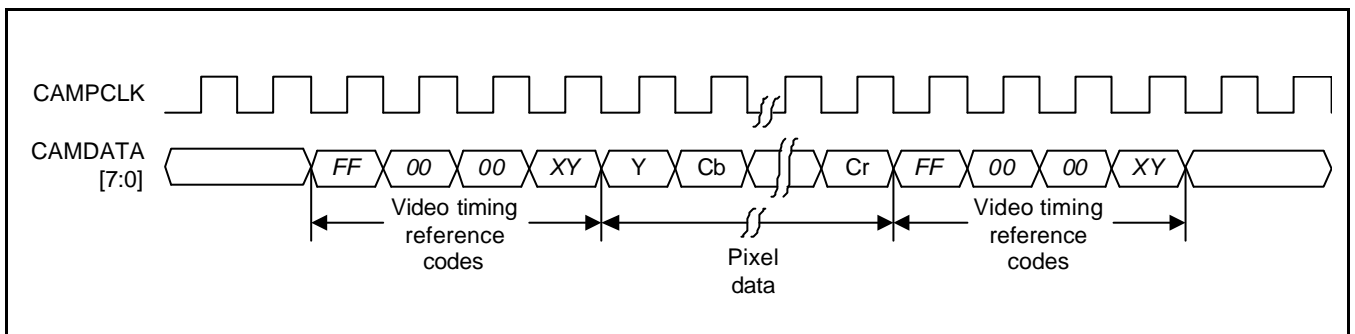 CAMPCLK
CAMDATA
[7:0]
FF 00 00 XY Y Cb Cr FF 00 00 XY
Video timing
reference
codes
Pixel
data
Video timing
reference
codes